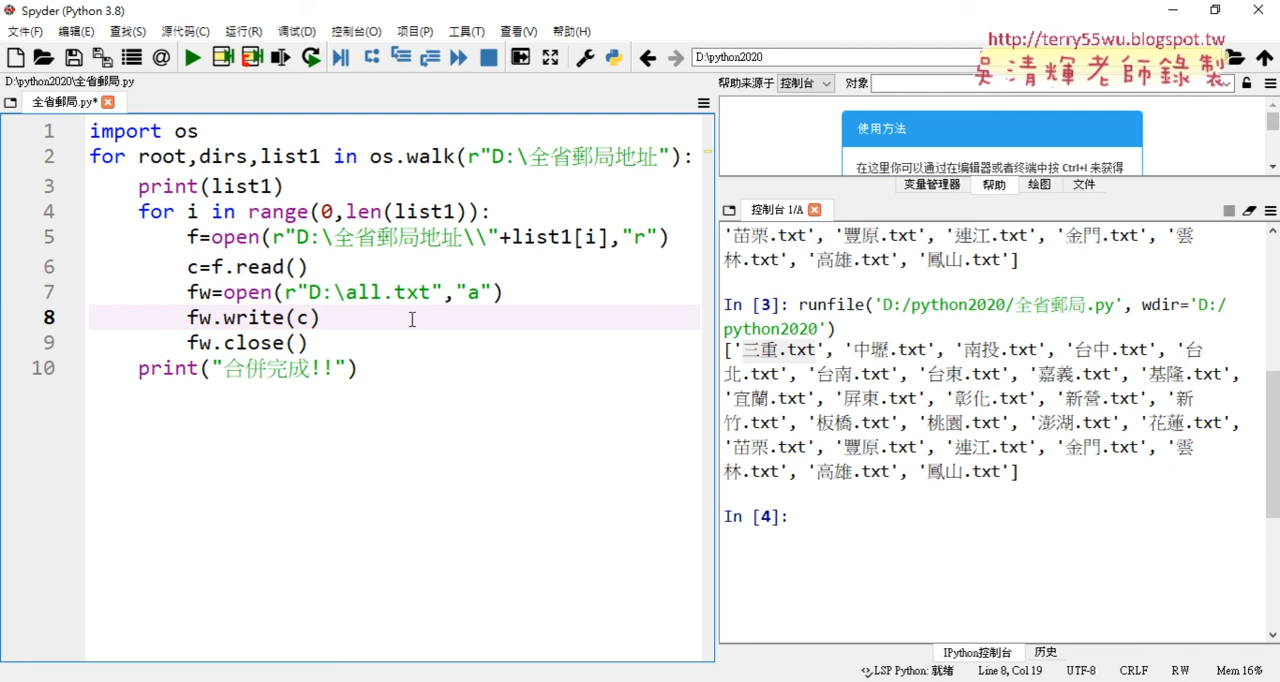 Spyder (Python 3.8)
文件(F) 编辑(E) 查找(S) 源代码(C) 运行(R) 调试(D) 控制台(O) 项目(P) 工具(T) 查看(V) 帮助(H)
http://terry55wu.blogspot.tw
吳清輝老師錄製
D:\python2020
D:\python2020\全省郵局.py
帮助来源于 控制台 对象
全省郵局.py*
1 import os
2 for root,dirs,list1 in os.walk(r"D:\全省郵局地址"):
3 print(list1)
4 for i in range(0,len(list1)):
5 f=open(r"D:\全省郵局地址\\"+list1[i],"r")
6 c=f.read()
7 fw=open(r"D:\all.txt","a")
8 fw.write(c)
9 fw.close()
10 print("合併完成!!")
使用方法
在这里你可以通过在编辑器或者终端中按 Ctrl+I 来获得
变量管理器 帮助 绘图 文件
控制台 1/A
'苗栗.txt', '豐原.txt', '連江.txt', '金門.txt', '雲
林.txt', '高雄.txt', '鳳山.txt']
In [3]: runfile('D:/python2020/全省郵局.py', wdir='D:/
python2020')
['三重.txt', '中壢.txt', '南投.txt', '台中.txt', '台
北.txt', '台南.txt', '台東.txt', '嘉義.txt', '基隆.txt',
'宜蘭.txt', '屏東.txt', '彰化.txt', '新營.txt', '新
竹.txt', '板橋.txt', '桃園.txt', '澎湖.txt', '花蓮.txt',
'苗栗.txt', '豐原.txt', '連江.txt', '金門.txt', '雲
林.txt', '高雄.txt', '鳳山.txt']
In [4]:
IPython控制台 历史
LSP Python: 就绪 Line 8, Col 19 UTF-8 CRLF RW Mem 16%